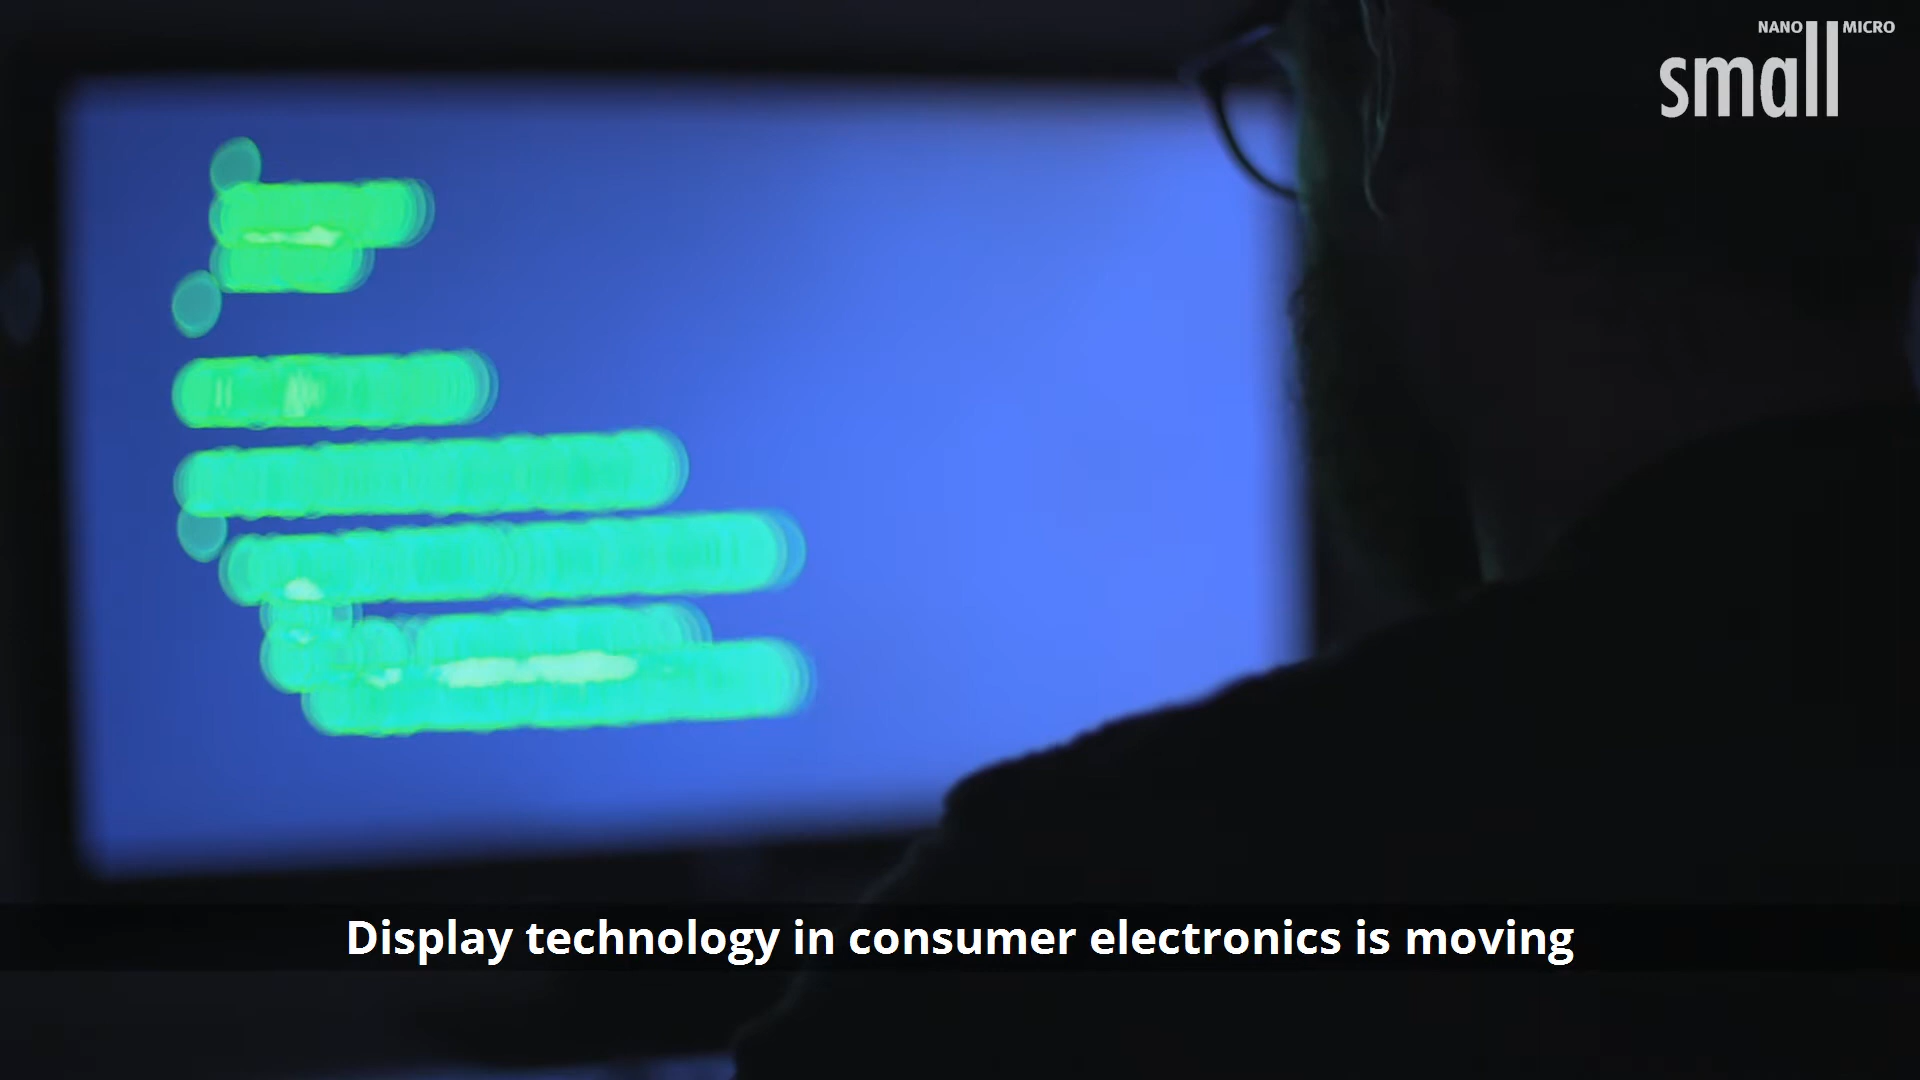 NANO MICRO
small
Display technology in consumer electronics is moving